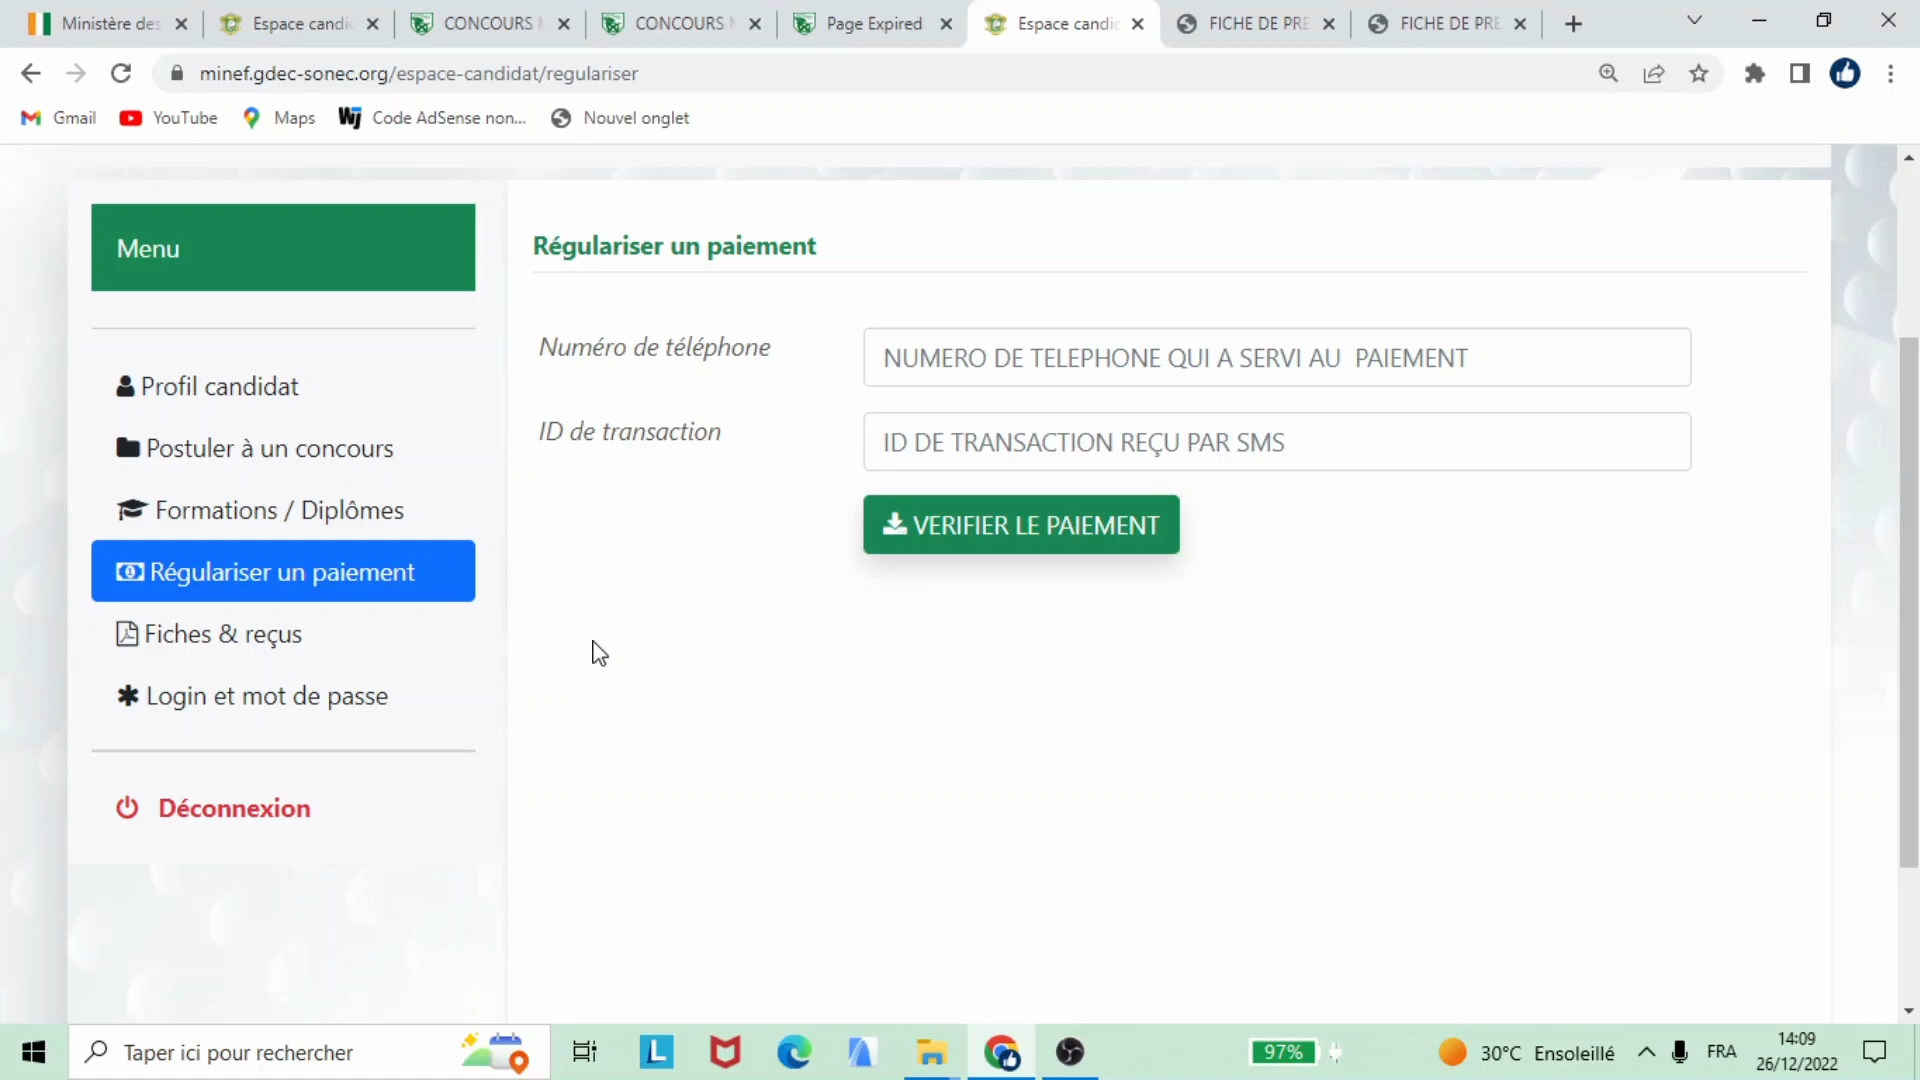 Ministère des
Espace candid
CONCOURS
CONCOURS
Page Expired
Espace candid
FICHE DE PRE
FICHE DE PRE
minef.gdec-sonec.org/espace-candidat/regulariser
Gmail
YouTube
Maps
Code AdSense non...
Nouvel onglet
Menu
Profil candidat
Postuler à un concours
Formations / Diplômes
Régulariser un paiement
Fiches & reçus
Login et mot de passe
Déconnexion
Régulariser un paiement
Numéro de téléphone
NUMERO DE TELEPHONE QUI A SERVI AU PAIEMENT
ID de transaction
ID DE TRANSACTION REÇU PAR SMS
VERIFIER LE PAIEMENT
Taper ici pour rechercher
97%
30°C Ensoleillé
FRA
14:09
26/12/2022